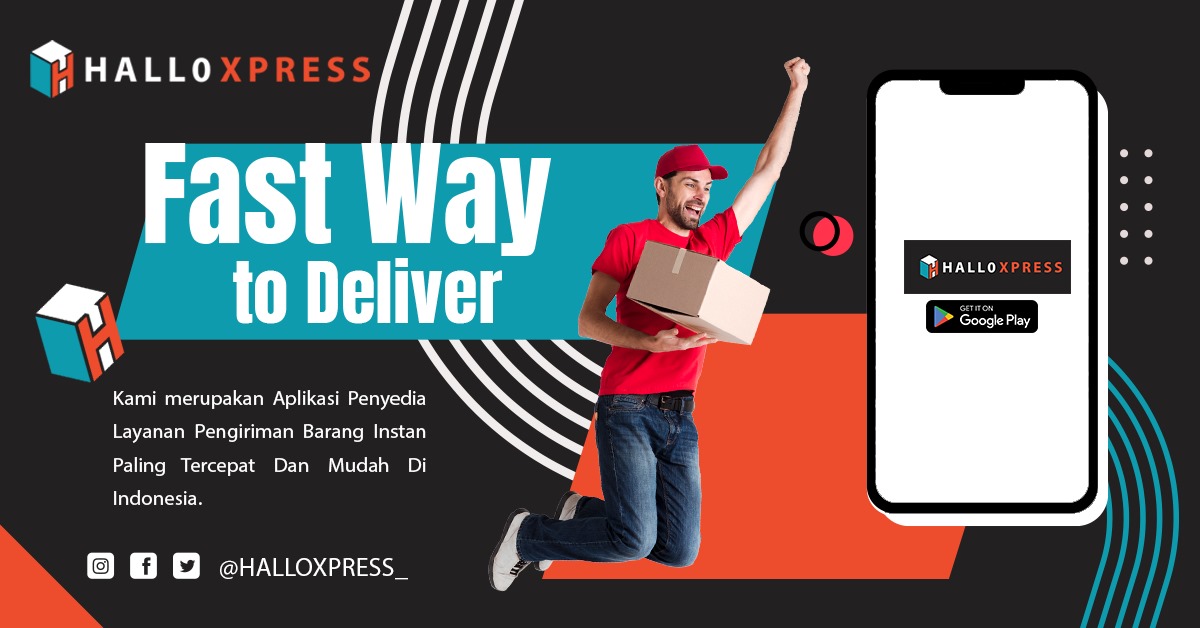 HALLOXPRESS
Fast Way
to Deliver
Kami merupakan Aplikasi Penyedia
Layanan Pengiriman Barang Instan
Paling Tercepat Dan Mudah Di
Indonesia.
@HALLOXPRESS_
HALLOXPRESS
GET IT ON
Google Play